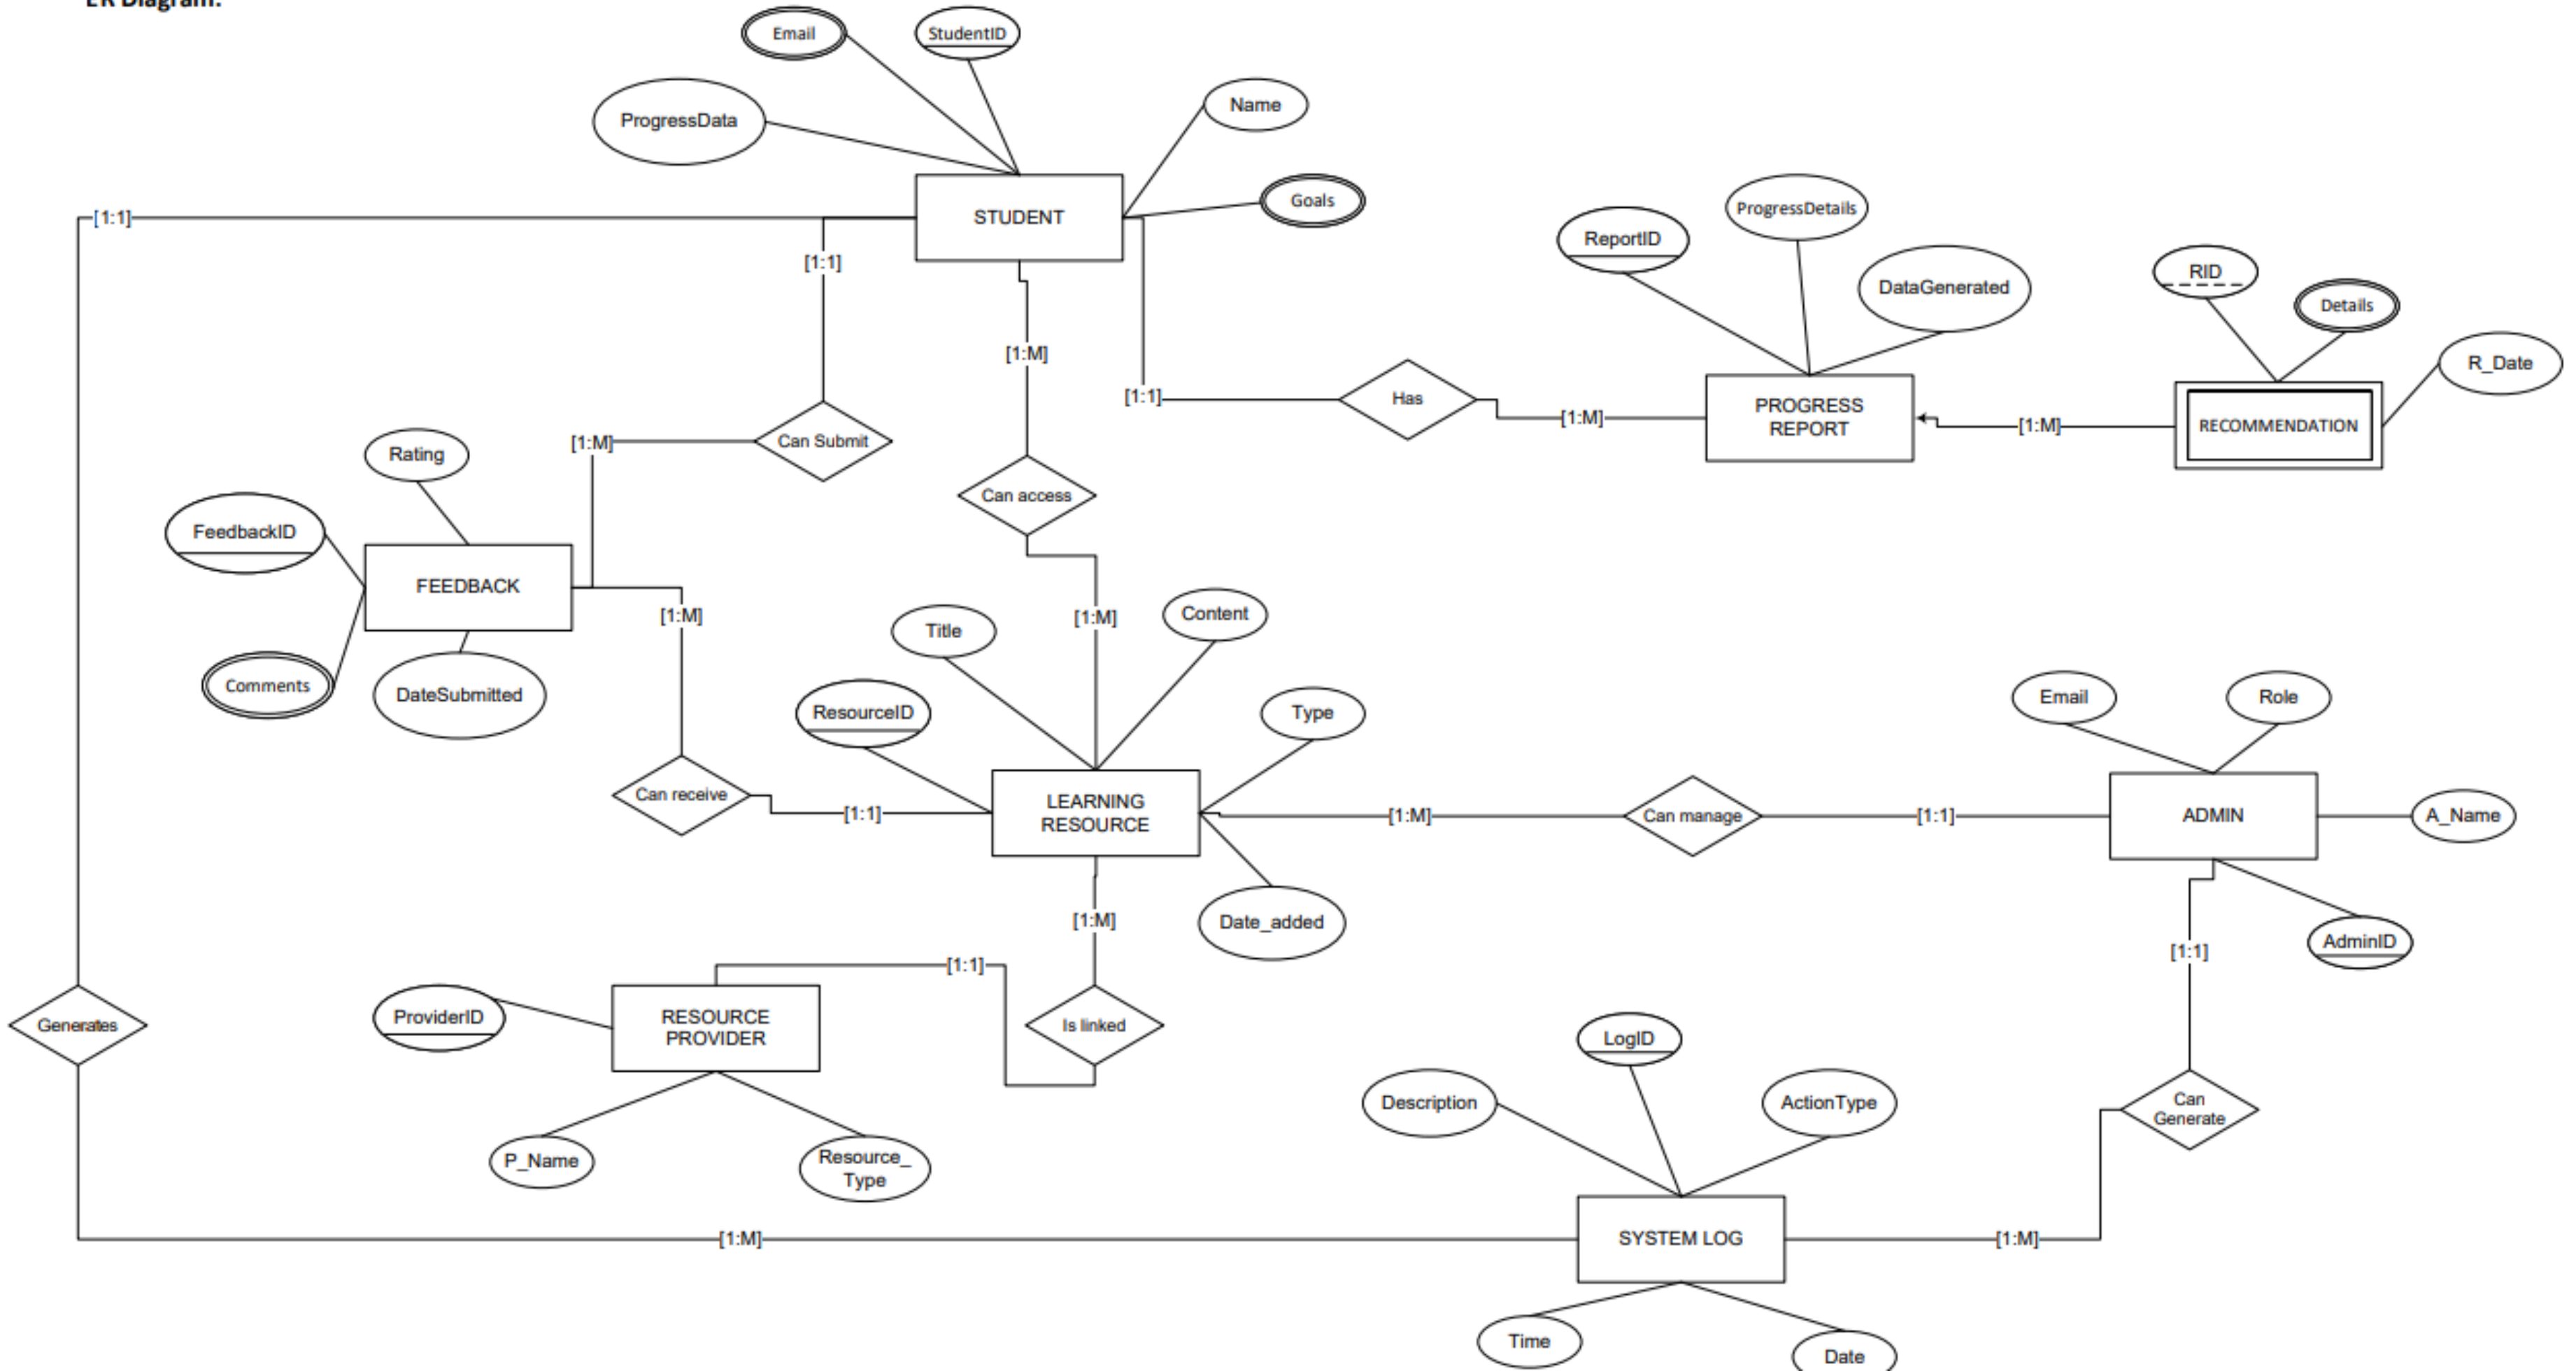 ER Diagram:
Email
StudentID
Name
ProgressData
Goals
STUDENT
[1:1]
[1:1]
[1:M]
[1:1]
Has
[1:M]
ReportID
ProgressDetails
DataGenerated
PROGRESS
REPORT
[1:M]
RID
Details
R_Date
RECOMMENDATION
Can Submit
[1:M]
Can access
[1:M]
Rating
FeedbackID
FEEDBACK
Comments
DateSubmitted
[1:M]
Can receive
[1:1]
Title
Content
ResourceID
Type
LEARNING
RESOURCE
Date_added
[1:M]
Can manage
[1:1]
Email
Role
ADMIN
A_Name
AdminID
[1:1]
[1:M]
[1:1]
Is linked
ProviderID
RESOURCE
PROVIDER
P_Name
Resource_
Type
Generates
[1:M]
LogID
Description
ActionType
SYSTEM LOG
Time
Date
[1:M]
Can
Generate